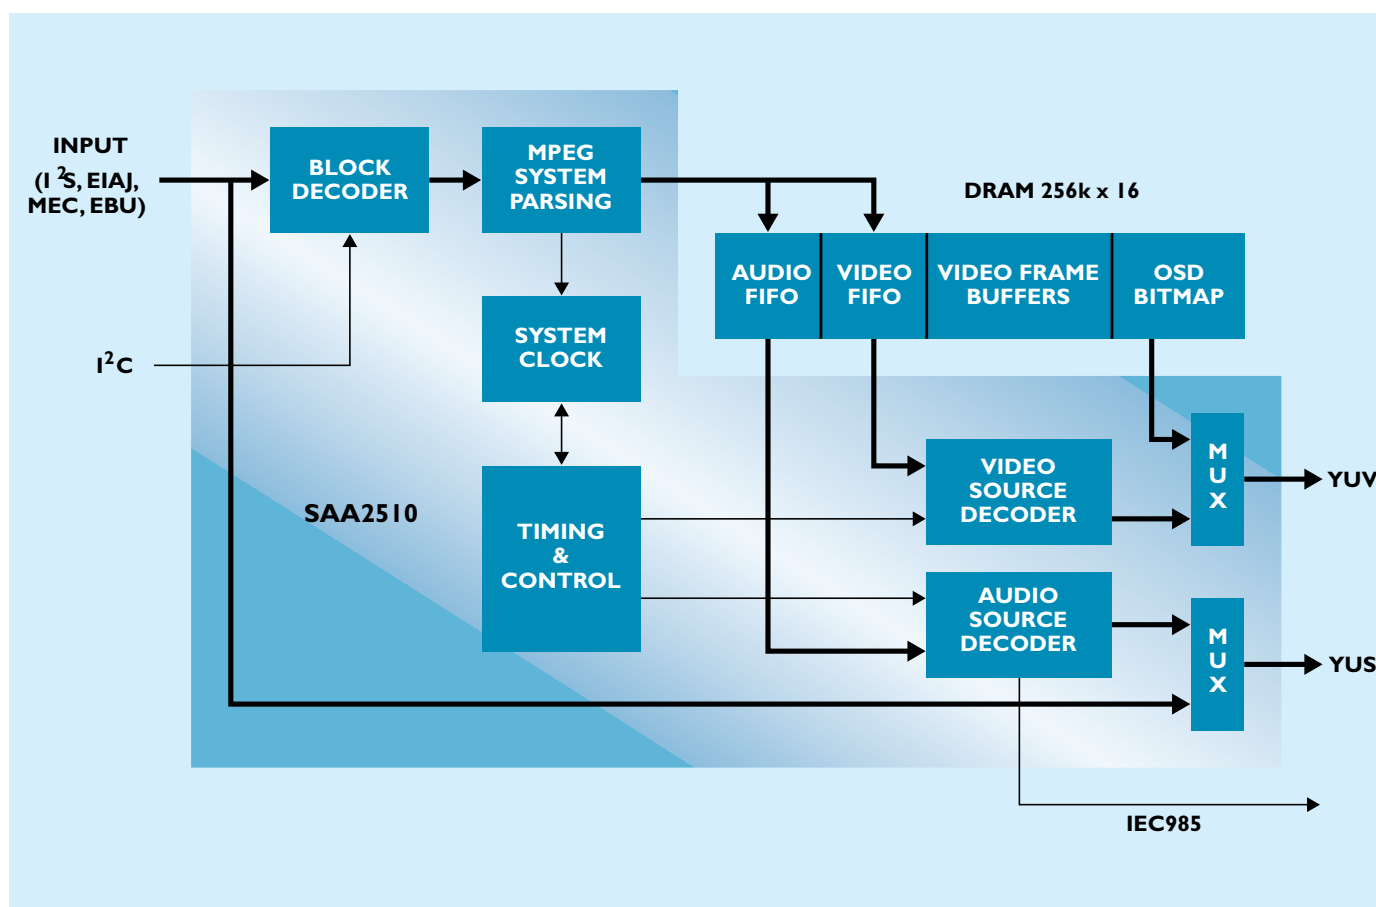 INPUT
(I²S, EIAJ,
MEC, EBU)
BLOCK
DECODER
MPEG
SYSTEM
PARSING
DRAM 256k x 16
AUDIO
FIFO
VIDEO
FIFO
VIDEO FRAME
BUFFERS
OSD
BITMAP
SYSTEM
CLOCK
I²C
SAA2510
TIMING
&
CONTROL
VIDEO
SOURCE
DECODER
M
U
X
YUV
AUDIO
SOURCE
DECODER
M
U
X
YUS
IEC985